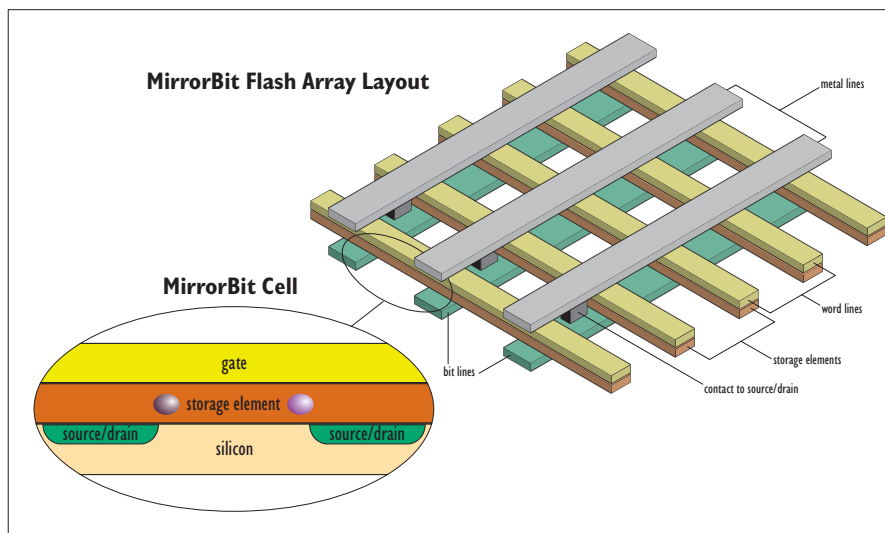 MirrorBit Flash Array Layout
metal lines
MirrorBit Cell
word lines
storage elements
bit lines
contact to source/drain
gate
storage element
source/drain
source/drain
silicon